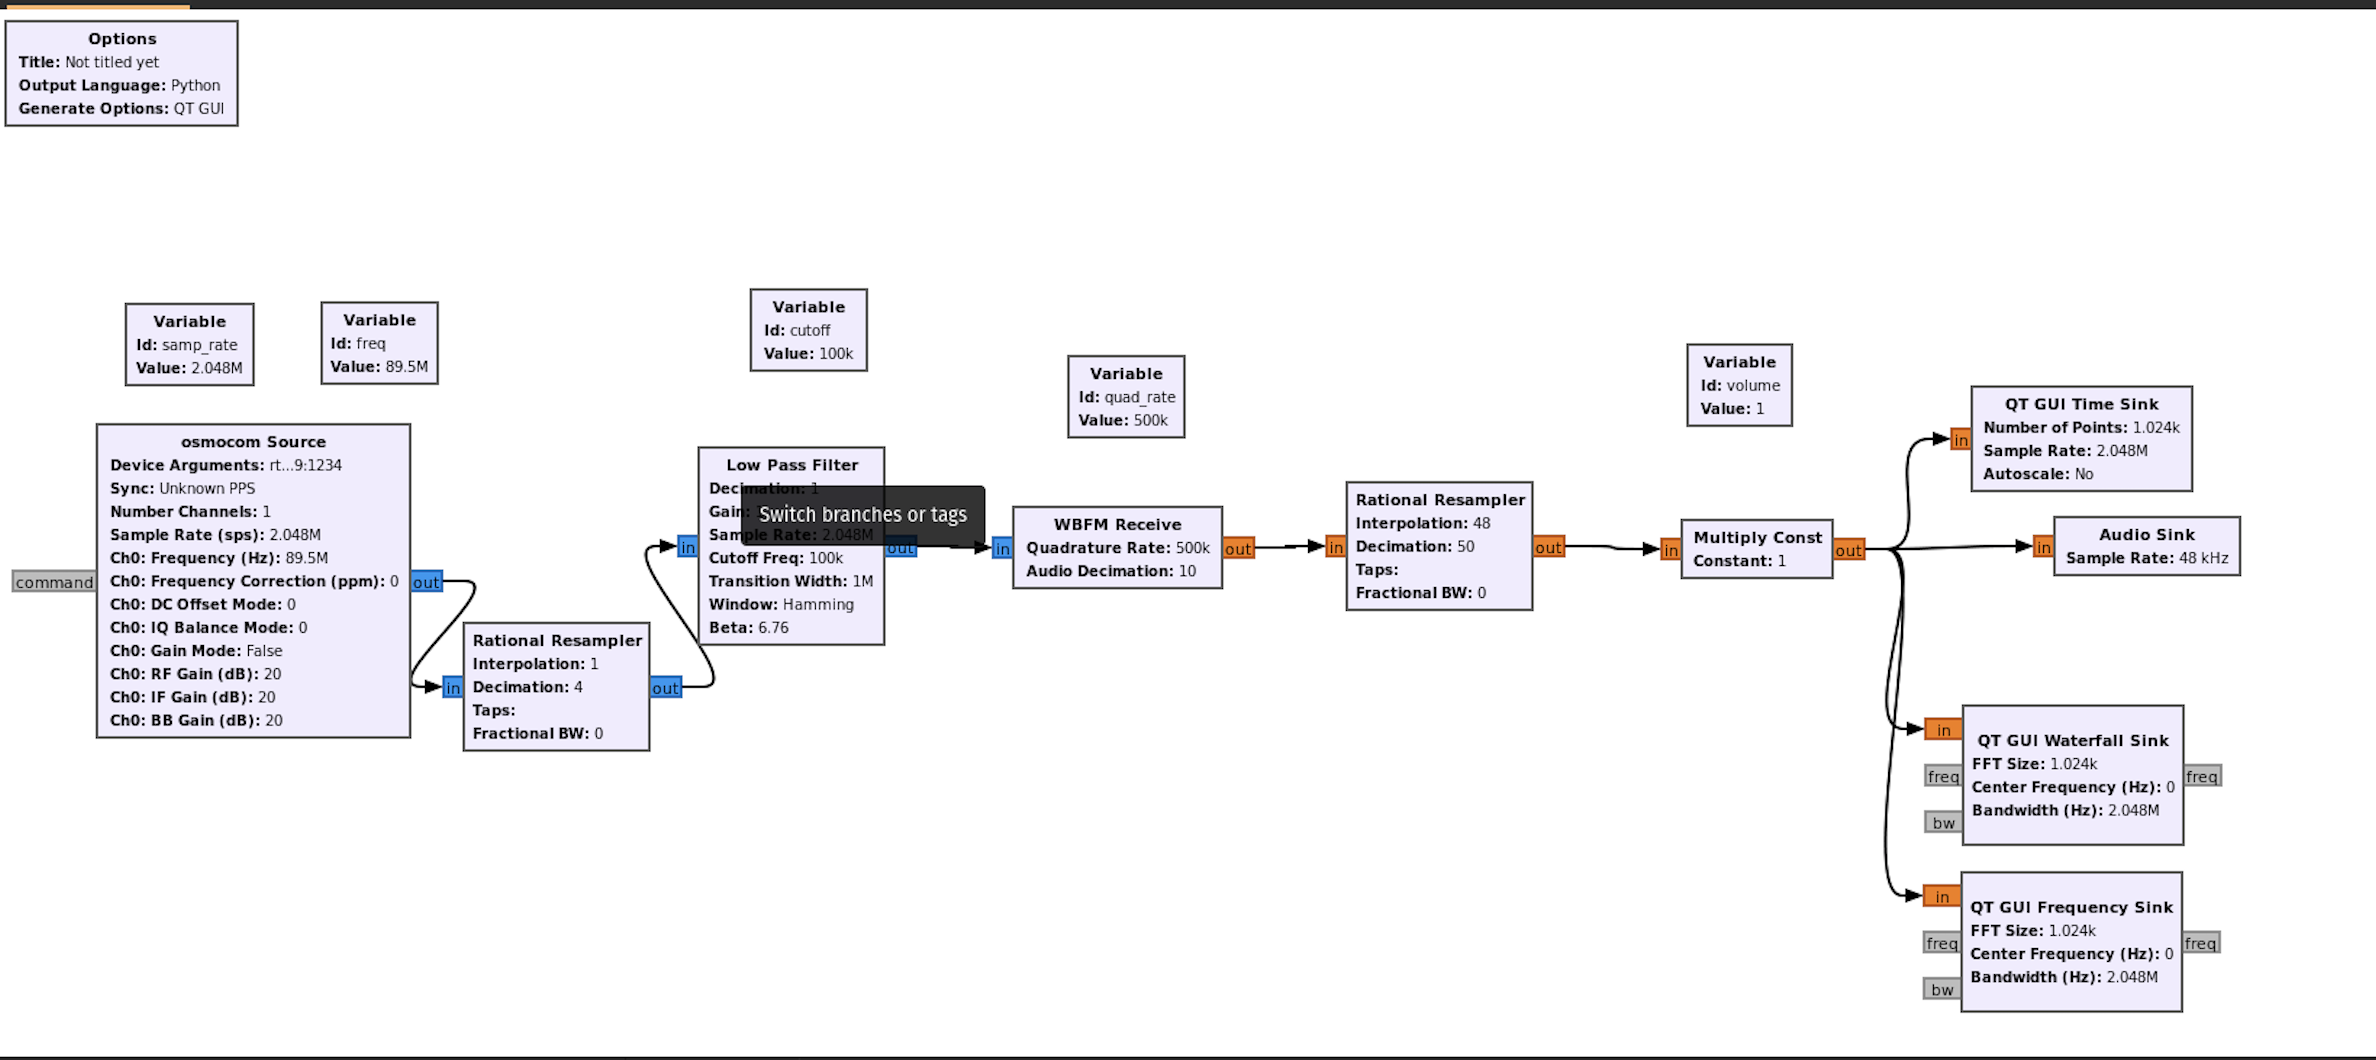 Options
Title: Not titled yet
Output Language: Python
Generate Options: QT GUI
Variable
Id: samp_rate
Value: 2.048M
Variable
Id: freq
Value: 89.5M
Variable
Id: cutoff
Value: 100k
Variable
Id: quad_rate
Value: 500k
Variable
Id: volume
Value: 1
osmocom Source
Device Arguments: rt...9:1234
Sync: Unknown PPS
Number Channels: 1
Sample Rate (sps): 2.048M
Ch0: Frequency (Hz): 89.5M
Ch0: Frequency Correction (ppm): 0
Ch0: DC Offset Mode: 0
Ch0: IQ Balance Mode: 0
Ch0: Gain Mode: False
Ch0: RF Gain (dB): 20
Ch0: IF Gain (dB): 20
Ch0: BB Gain (dB): 20
command
out
in
Rational Resampler
Interpolation: 1
Decimation: 4
Taps:
Fractional BW: 0
out
in
Low Pass Filter
Decimation: 1
Gain:
Sample Rate: 2.048M
Cutoff Freq: 100k
Transition Width: 1M
Window: Hamming
Beta: 6.76
out
Switch branches or tags
in
WBFM Receive
Quadrature Rate: 500k
Audio Decimation: 10
out
in
Rational Resampler
Interpolation: 48
Decimation: 50
Taps:
Fractional BW: 0
out
in
Multiply Const
Constant: 1
out
in
QT GUI Time Sink
Number of Points: 1.024k
Sample Rate: 2.048M
Autoscale: No
in
Audio Sink
Sample Rate: 48 kHz
in
freq
bw
QT GUI Waterfall Sink
FFT Size: 1.024k
Center Frequency (Hz): 0
Bandwidth (Hz): 2.048M
freq
in
freq
bw
QT GUI Frequency Sink
FFT Size: 1.024k
Center Frequency (Hz): 0
Bandwidth (Hz): 2.048M
freq